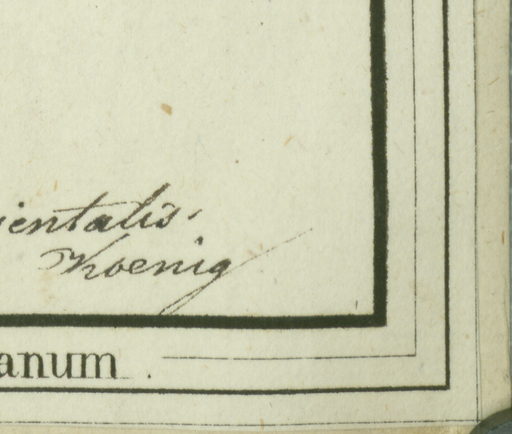 ientalis.
Koenig
anum .